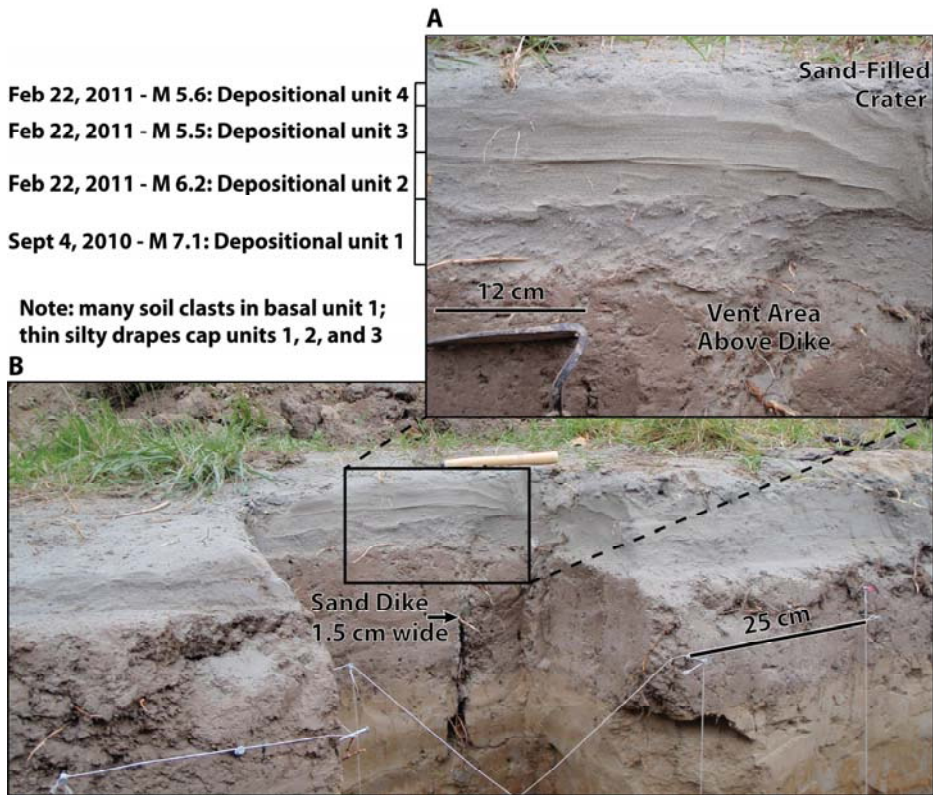 A
Feb 22, 2011 - M 5.6: Depositional unit 4
Feb 22, 2011 - M 5.5: Depositional unit 3
Feb 22, 2011 - M 6.2: Depositional unit 2
Sept 4, 2010 - M 7.1: Depositional unit 1
Note: many soil clasts in basal unit 1;
thin silty drapes cap units 1, 2, and 3
Sand-Filled
Crater
12 cm
Vent Area
Above Dike
B
Sand Dike
1.5 cm wide
25 cm